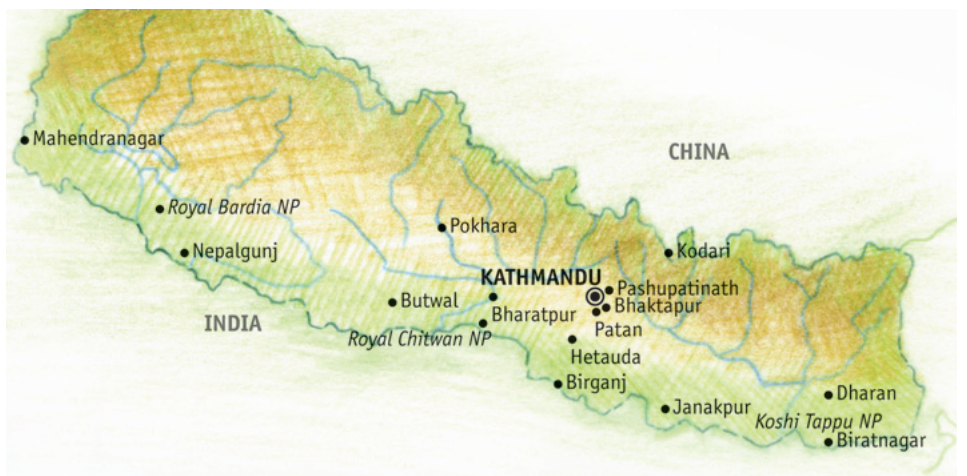 Mahendranagar
CHINA
Royal Bardia NP
Pokhara
Nepalgunj
Kodari
KATHMANDU
Pashupatinath
Butwal
Bharatpur
Bhaktapur
INDIA
Patan
Royal Chitwan NP
Hetauda
Birganj
Dharan
Janakpur
Koshi Tappu NP
Biratnagar